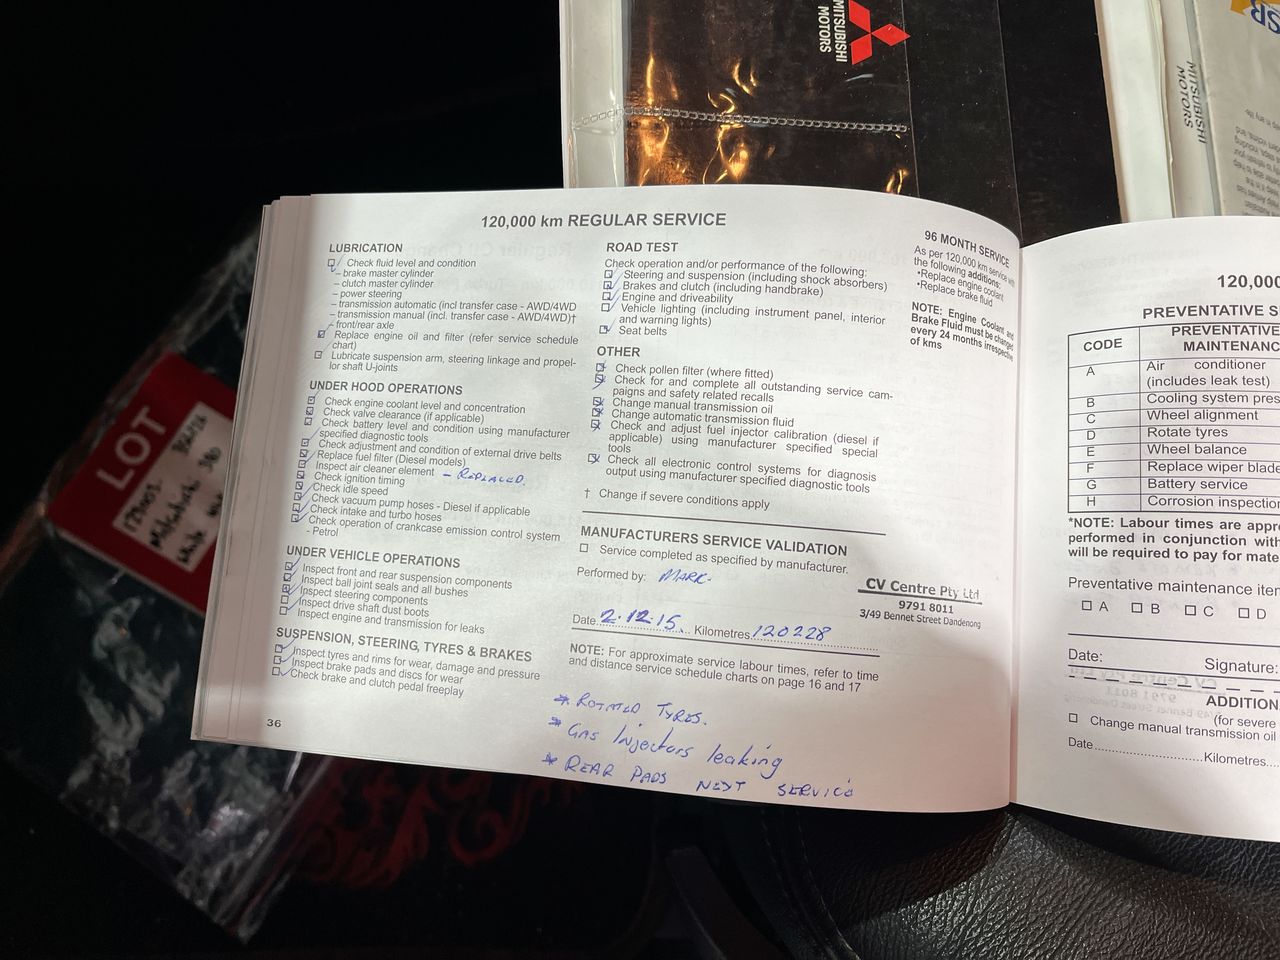 MITSUBISHI
MOTORS
MITSUBISHI
MOTORS
LOT
120,000 km REGULAR SERVICE
LUBRICATION
Check fluid level and condition
– brake master cylinder
– clutch master cylinder
– power steering
– transmission automatic (incl transfer case - AWD/4WD
– transmission manual (incl. transfer case - AWD/4WD)†
– front/rear axle
Replace engine oil and filter (refer service schedule
chart)
Lubricate suspension arm, steering linkage and propel-
lor shaft U-joints
UNDER HOOD OPERATIONS
Check engine coolant level and concentration
Check valve clearance (if applicable)
Check battery level and condition using manufacturer
specified diagnostic tools
Check adjustment and condition of external drive belts
Replace fuel filter (Diesel models)
Inspect air cleaner element - REPLACED.
Check ignition timing
Check idle speed
Check vacuum pump hoses - Diesel if applicable
Check intake and turbo hoses
Check operation of crankcase emission control system
- Petrol
UNDER VEHICLE OPERATIONS
Inspect front and rear suspension components
Inspect ball joint seals and all bushes
Inspect steering components
Inspect drive shaft dust boots
Inspect engine and transmission for leaks
SUSPENSION, STEERING, TYRES & BRAKES
Inspect tyres and rims for wear, damage and pressure
Inspect brake pads and discs for wear
Check brake and clutch pedal freeplay
36
ROAD TEST
Check operation and/or performance of the following:
Steering and suspension (including shock absorbers)
Brakes and clutch (including handbrake)
Engine and driveability
Vehicle lighting (including instrument panel, interior
and warning lights)
Seat belts
OTHER
Check pollen filter (where fitted)
Check for and complete all outstanding service cam-
paigns and safety related recalls
Change manual transmission oil
Change automatic transmission fluid
Check and adjust fuel injector calibration (diesel if
applicable) using manufacturer specified special
tools
Check all electronic control systems for diagnosis
output using manufacturer specified diagnostic tools
† Change if severe conditions apply
MANUFACTURERS SERVICE VALIDATION
Service completed as specified by manufacturer.
Performed by: MARK.
CV Centre Pty Ltd
9791 8011
3/49 Bennet Street Dandenong
Date 2.12.15. Kilometres 120228
NOTE: For approximate service labour times, refer to time
and distance service schedule charts on page 16 and 17
* ROTATED TYRES.
* Gas Injectors leaking
* REAR PADS NEXT SERVICE
96 MONTH SERVICE
As per 120,000 km service with
the following additions:
•Replace engine coolant
•Replace brake fluid
NOTE: Engine Coolant and
Brake Fluid must be changed
every 24 months irrespective
of kms
120,000
PREVENTATIVE S
CODE PREVENTATIVE
MAINTENANC
A Air conditioner
(includes leak test)
B Cooling system pres
C Wheel alignment
D Rotate tyres
E Wheel balance
F Replace wiper blade
G Battery service
H Corrosion inspectio
*NOTE: Labour times are appr
performed in conjunction with
will be required to pay for mate
Preventative maintenance iten
A B C D
Date: Signature:
ADDITION
(for severe
Change manual transmission oil
Date Kilometres